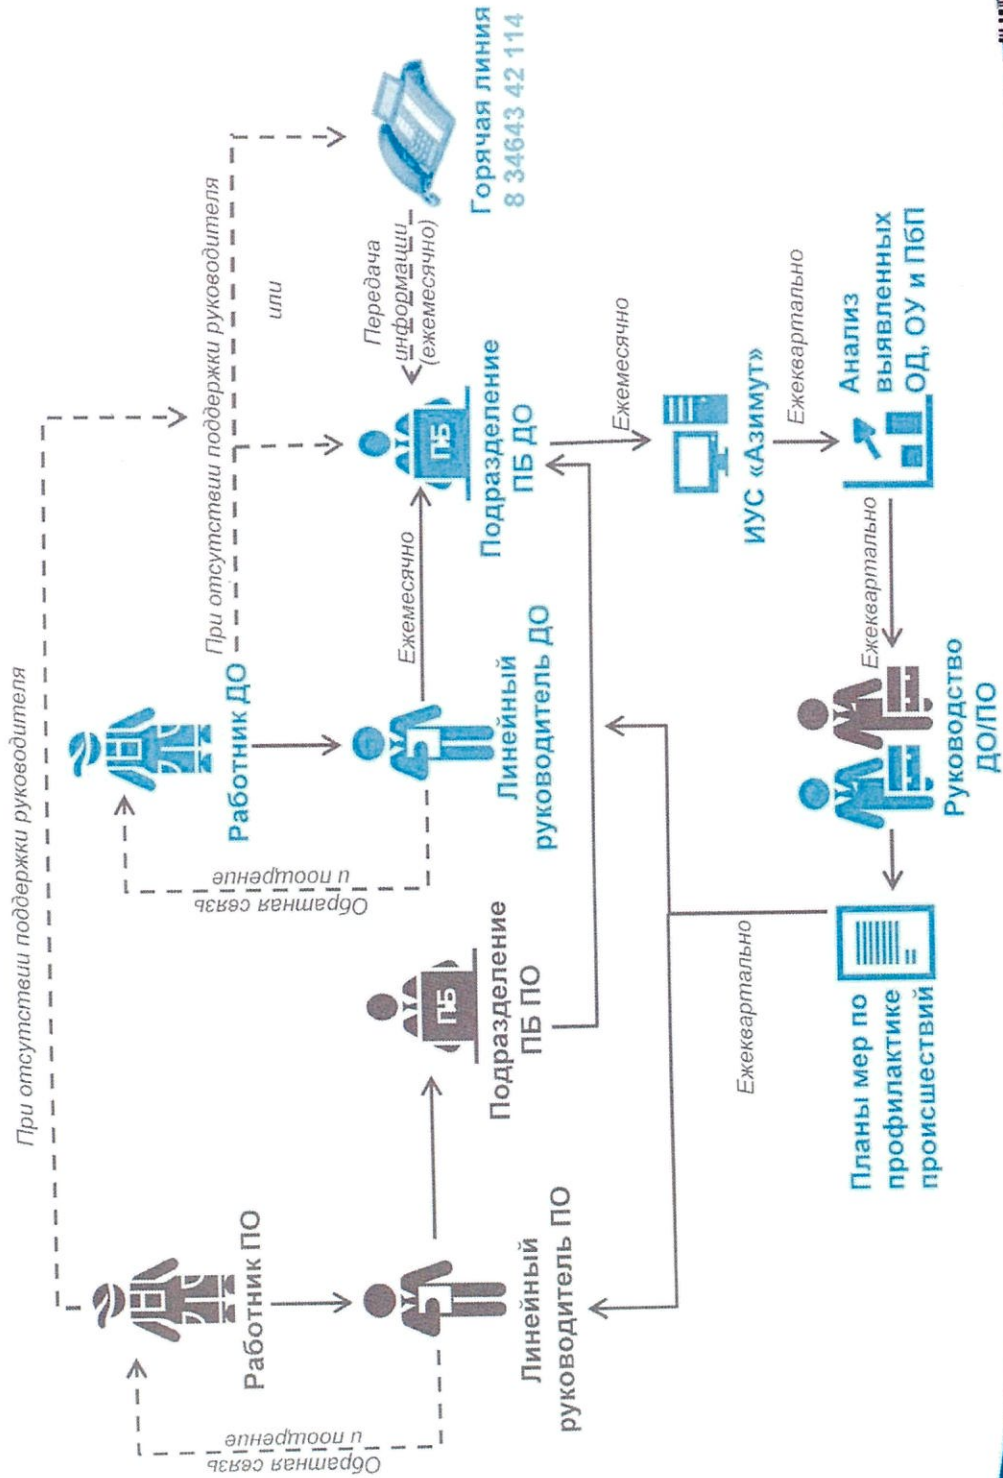 При отсутствии поддержки руководителя
При отсутствии поддержки руководителя
или
Обратная связь
и поощрение
Работник ПО
Обратная связь
и поощрение
Работник ДО
Линейный
руководитель ПО
ПБ
Подразделение
ПБ ПО
Линейный
руководитель ДО
Ежемесячно
ПБ
Подразделение
ПБ ДО
Передача
информации
(ежемесячно)
Горячая линия
8 34643 42 114
Ежемесячно
ИУС «Азимут»
Ежеквартально
Анализ
выявленных
ОД, ОУ и ПбП
Ежеквартально
Руководство
ДО/ПО
Планы мер по
профилактике
происшествий
Ежеквартально